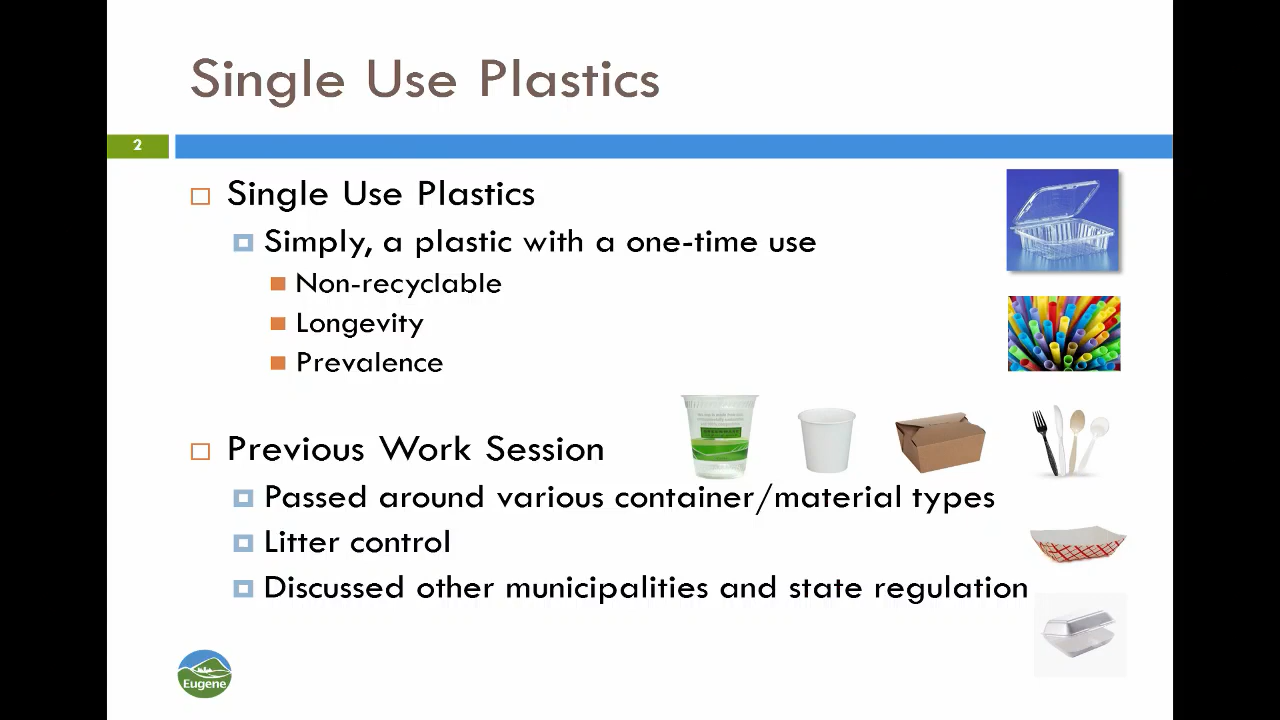 Single Use Plastics
2
Single Use Plastics
Simply, a plastic with a one-time use
Non-recyclable
Longevity
Prevalence
Previous Work Session
Passed around various container/material types
Litter control
Discussed other municipalities and state regulation
Eugene